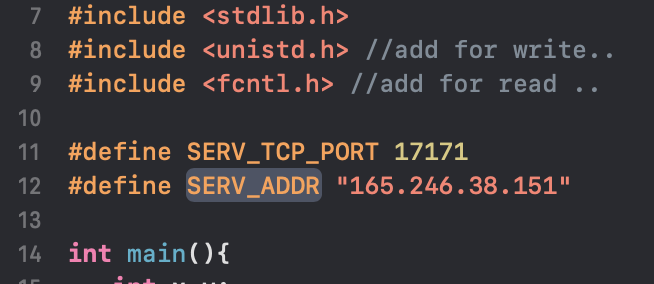 7 #include <stdlib.h>
8 #include <unistd.h> //add for write..
9 #include <fcntl.h> //add for read ..
10
11 #define SERV_TCP_PORT 17171
12 #define SERV_ADDR "165.246.38.151"
13
14 int main(){
15 int